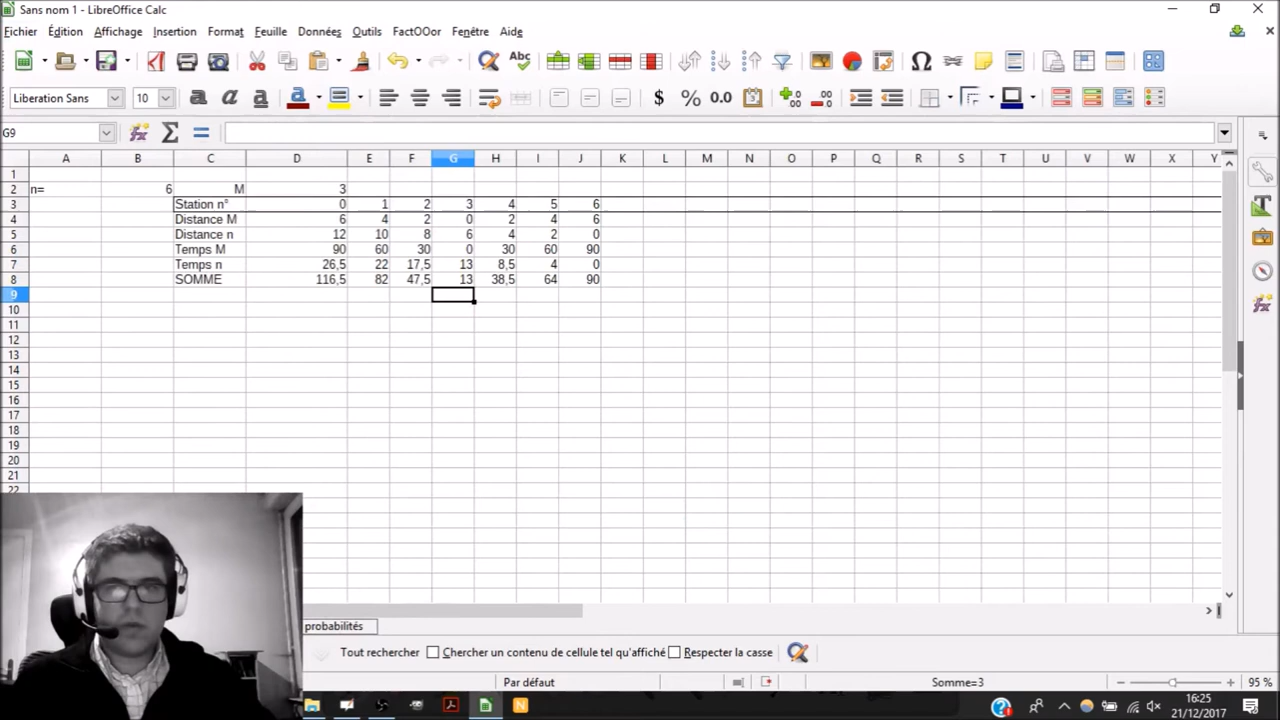 Sans nom 1 - LibreOffice Calc
Fichier Édition Affichage Insertion Format Feuille Données Outils FactOOor Fenêtre Aide
Liberation Sans 10
G9
A B C D E F G H I J K L M N O P Q R S T U V W X Y
1
2 n= 6 M 3
3 Station n° 0 1 2 3 4 5 6
4 Distance M 6 4 2 0 2 4 6
5 Distance n 12 10 8 6 4 2 0
6 Temps M 90 60 30 0 30 60 90
7 Temps n 26,5 22 17,5 13 8,5 4 0
8 SOMME 116,5 82 47,5 13 38,5 64 90
9
10
11
12
13
14
15
16
17
18
19
20
21
22
probabilités
Tout rechercher Chercher un contenu de cellule tel qu'affiché Respecter la casse
Par défaut Somme=3 95 %
16:25
21/12/2017